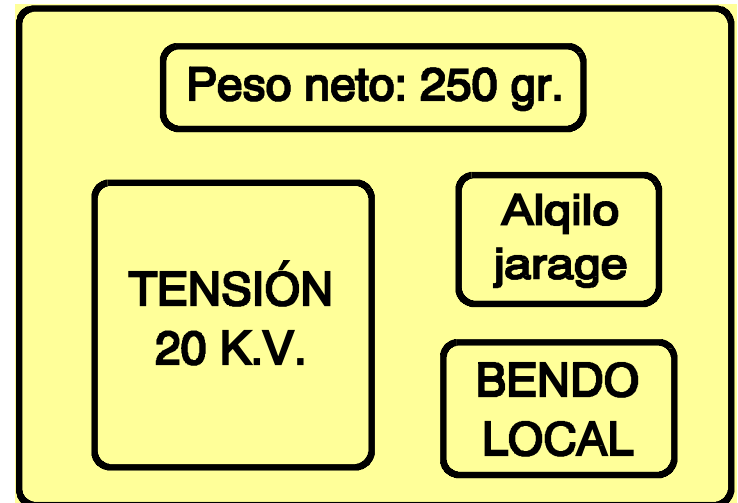 Peso neto: 250 gr.
TENSIÓN
20 K.V.
Alqilo
jarage
BENDO
LOCAL